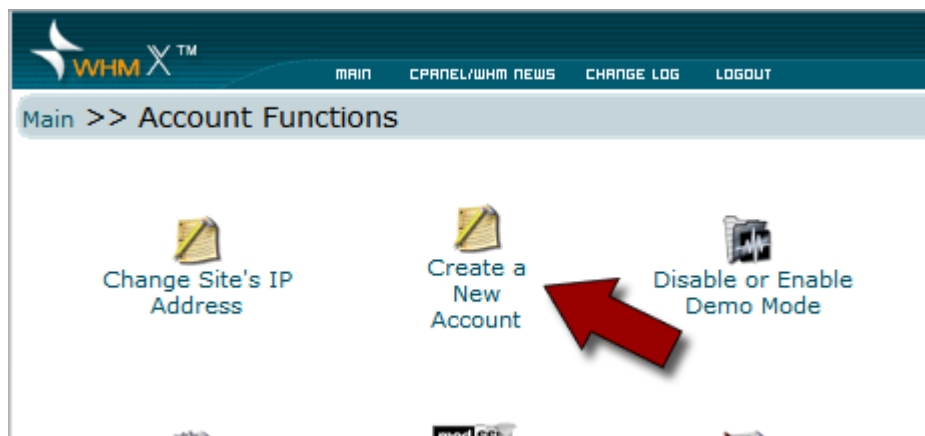 WHM X ™
MAIN CPANEL/WHM NEWS CHANGE LOG LOGOUT
Main >> Account Functions
Change Site's IP
Address
Create a
New
Account
Disable or Enable
Demo Mode